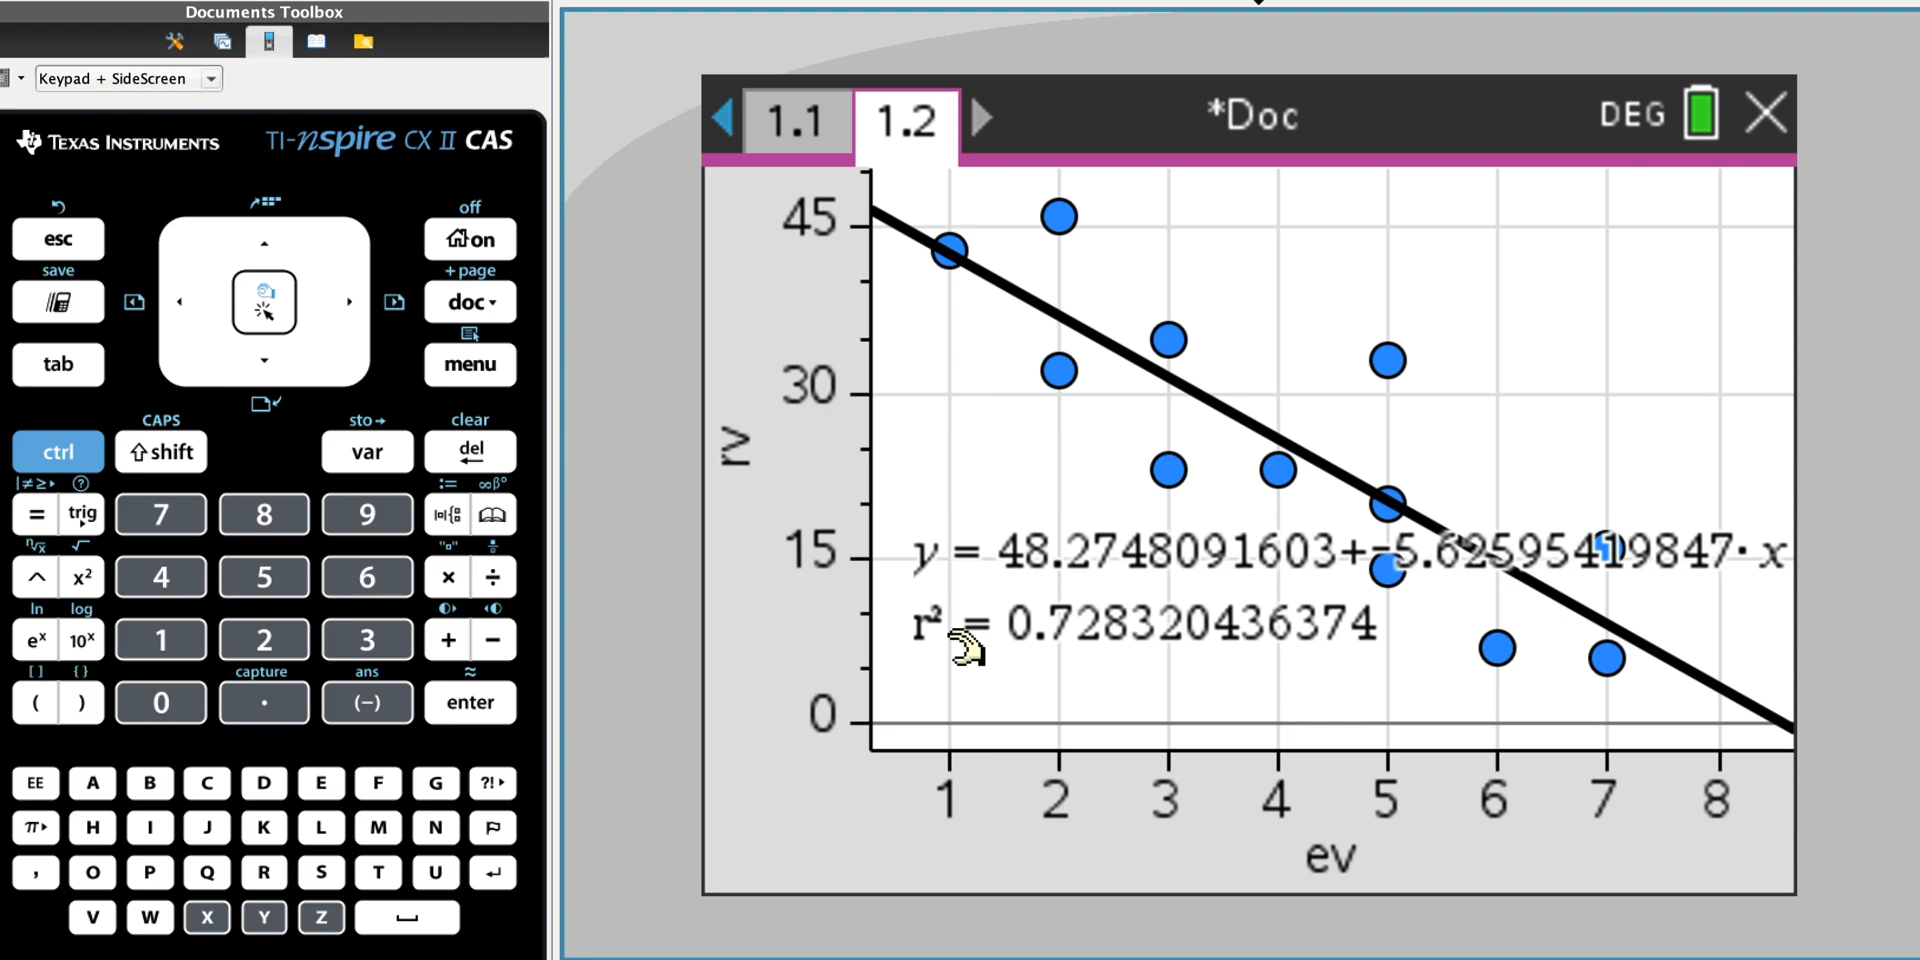 Documents Toolbox
Keypad + SideScreen
TEXAS INSTRUMENTS TI-nspire CX II CAS
esc
save
tab
off
on
+ page
doc
menu
CAPS sto→ clear
ctrl shift var del
|≠≥▸ ? := ∞β°
= trig 7 8 9
ⁿ√x √ "▫"
^ x² 4 5 6 × ÷
ln log
eˣ 10ˣ 1 2 3 + −
[ ] { } capture ans ≈
( ) 0 . (−) enter
EE A B C D E F G ?!▸
π▸ H I J K L M N
, O P Q R S T U
V W X Y Z
1.1 1.2 *Doc DEG
45
30
15
0
rv
y = 48.2748091603+-5.62595419847·x
r² = 0.728320436374
1 2 3 4 5 6 7 8
ev